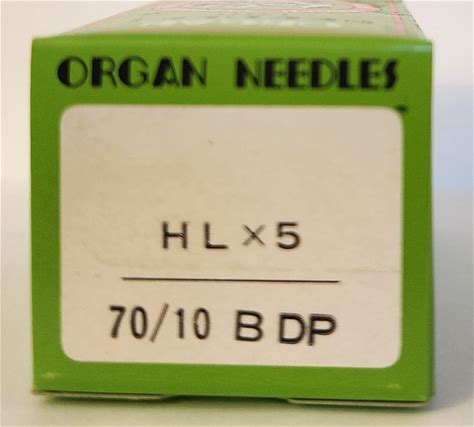 ORGAN NEEDLES
HL×5
70/10 B DP